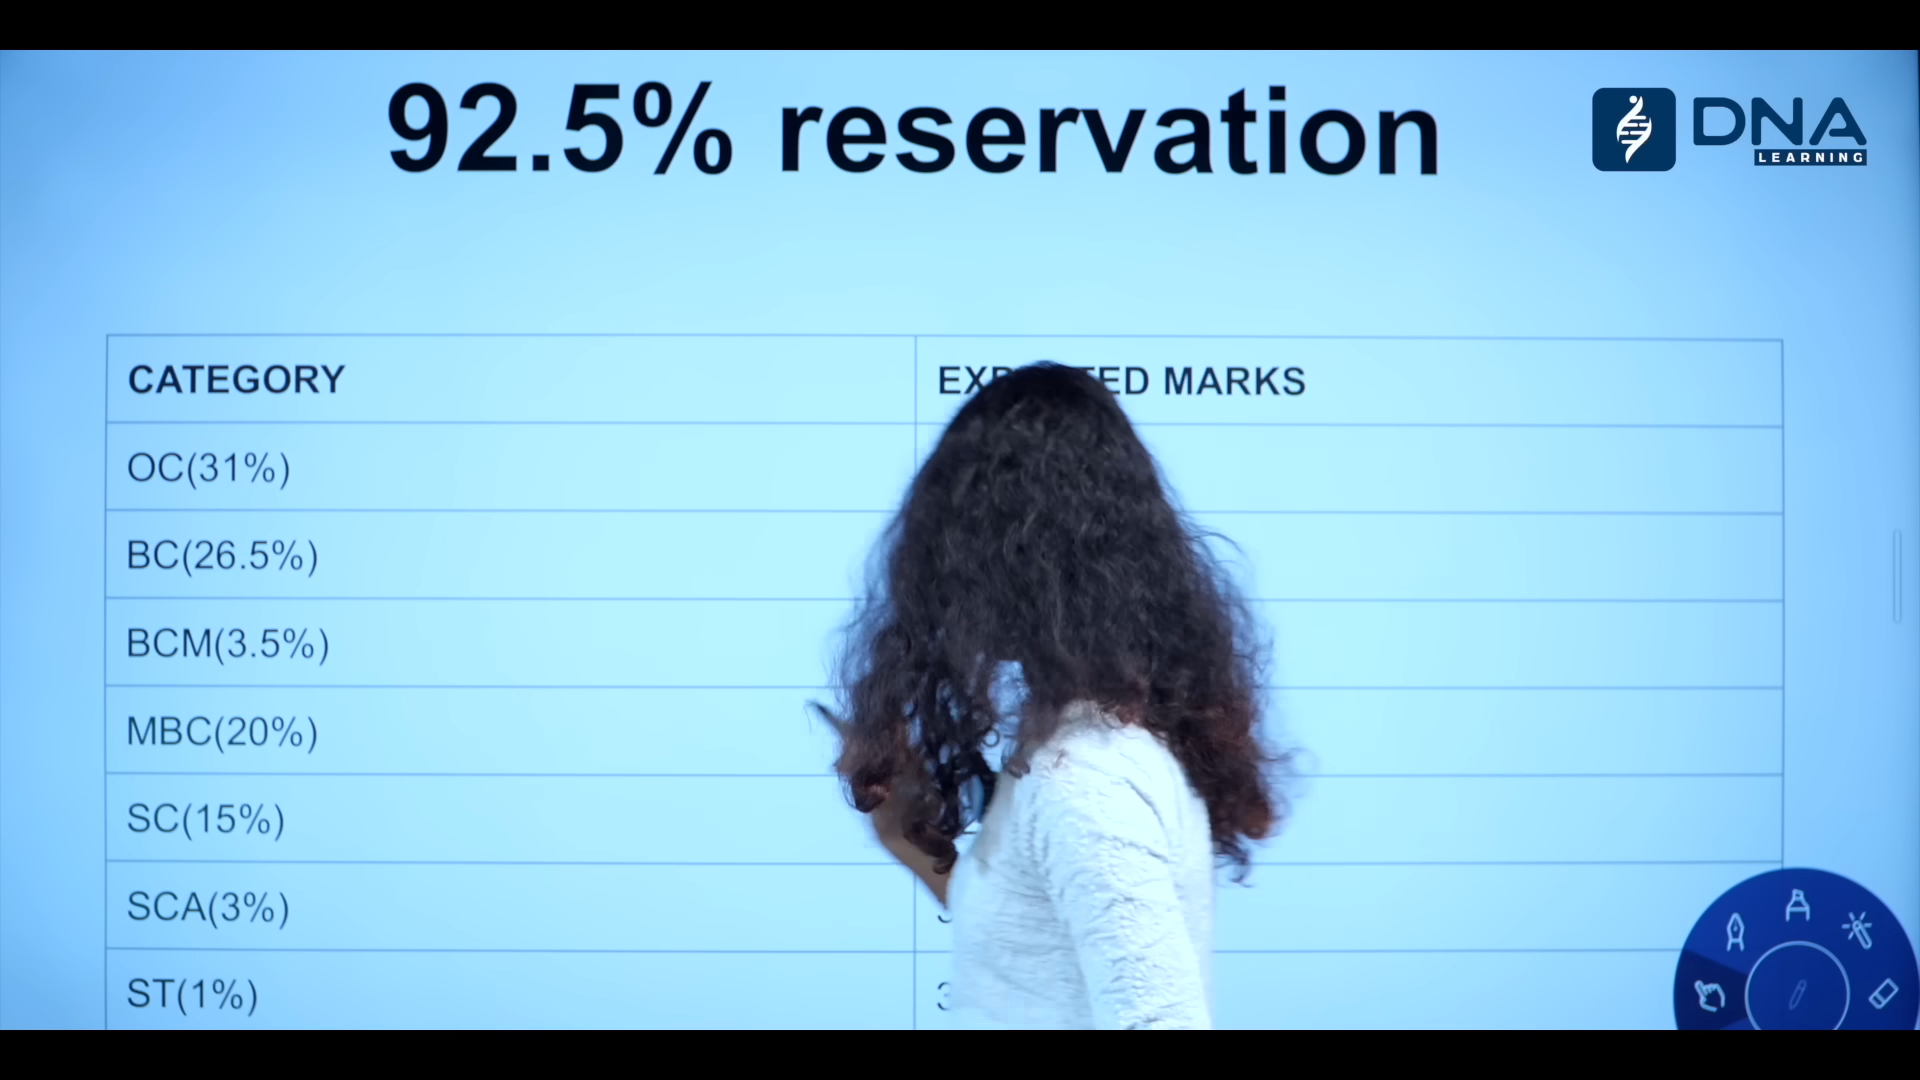 92.5% reservation
DNA
LEARNING
CATEGORY
MARKS
OC(31%)
BC(26.5%)
BCM(3.5%)
MBC(20%)
SC(15%)
SCA(3%)
ST(1%)